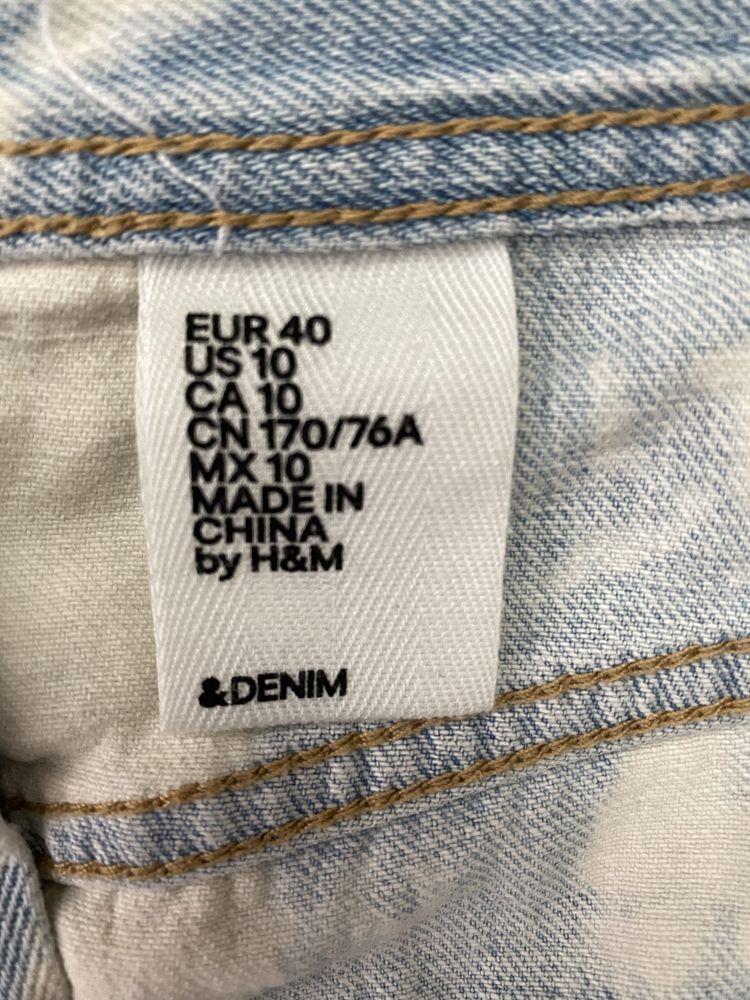 EUR 40
US 10
CA 10
CN 170/76A
MX 10
MADE IN
CHINA
by H&M
&DENIM